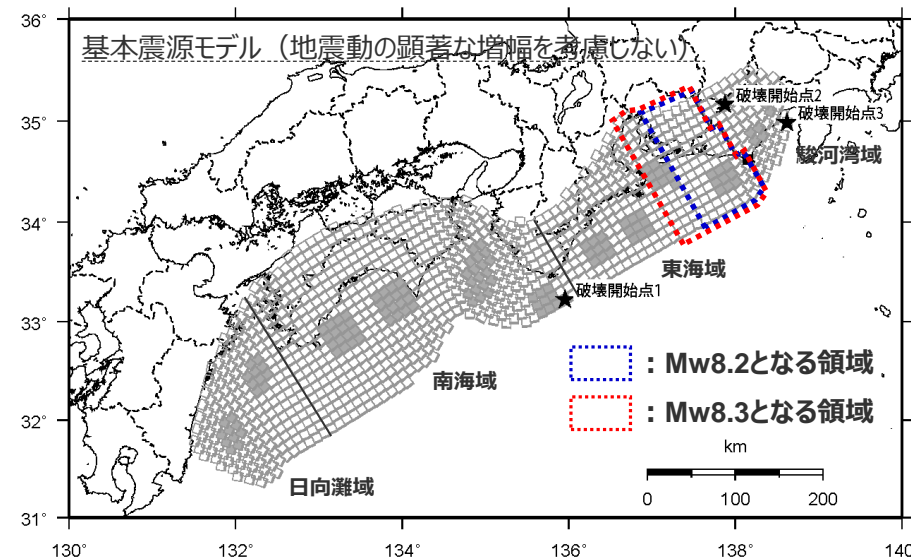 基本震源モデル（地震動の顕著な増幅を考慮しない）
36°
35°
34°
33°
32°
31°
破壊開始点2
破壊開始点3
駿河湾域
東海域
破壊開始点1
南海域
日向灘域
：Mw8.2となる領域
：Mw8.3となる領域
km
0 100 200
130° 132° 134° 136° 138° 140